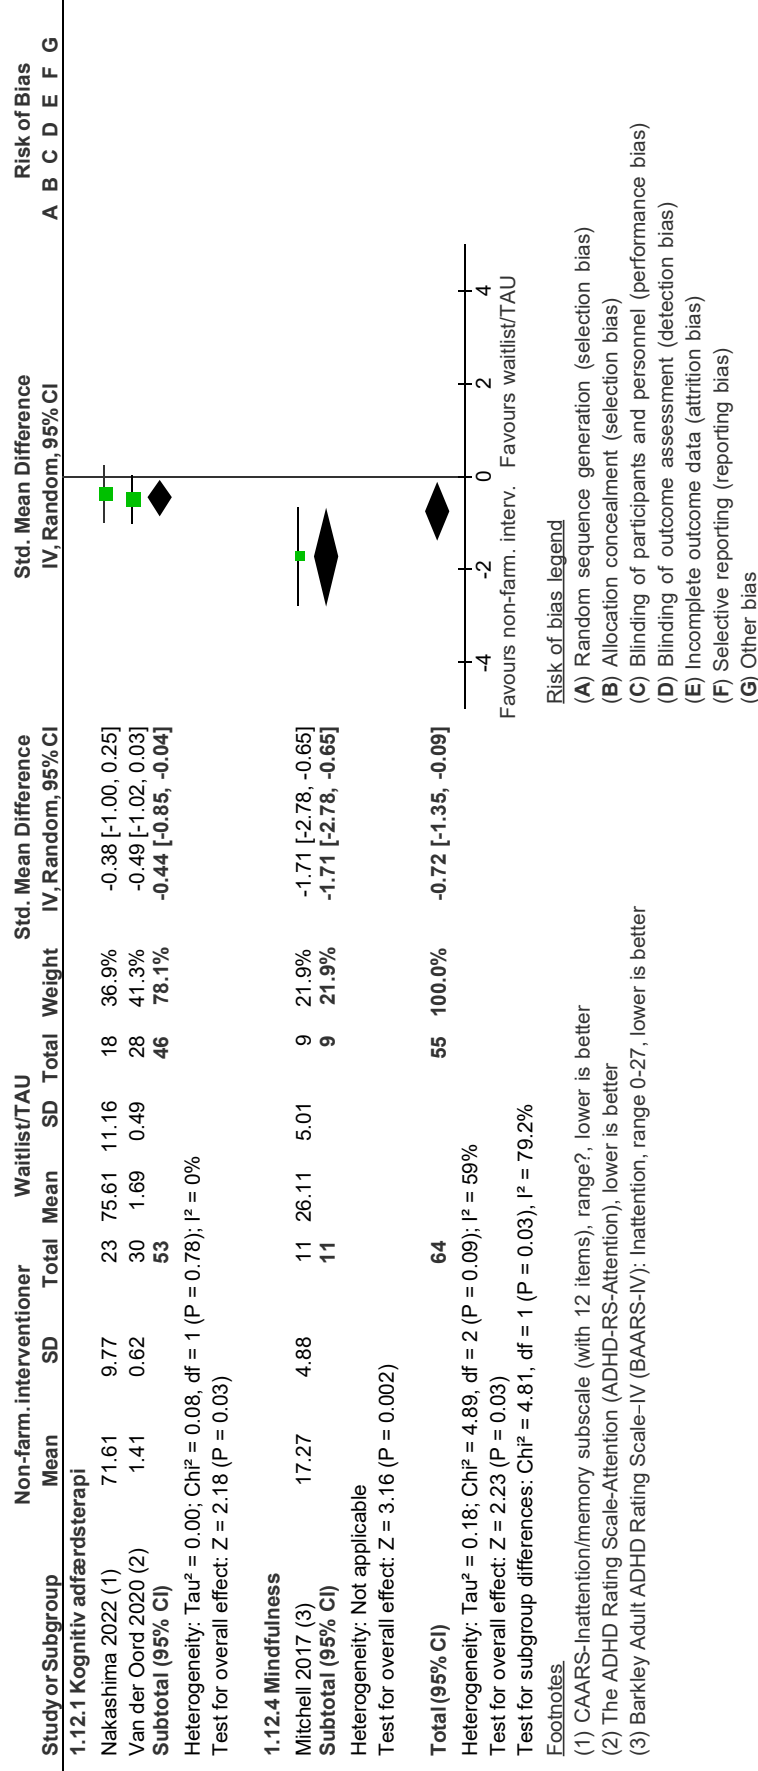 Non-farm. interventioner Waitlist/TAU Std. Mean Difference Std. Mean Difference Risk of Bias
Study or Subgroup Mean SD Total Mean SD Total Weight IV, Random, 95% CI IV, Random, 95% CI A B C D E F G
1.12.1 Kognitiv adfærdsterapi
Nakashima 2022 (1) 71.61 9.77 23 75.61 11.16 18 36.9% -0.38 [-1.00, 0.25]
Van der Oord 2020 (2) 1.41 0.62 30 1.69 0.49 28 41.3% -0.49 [-1.02, 0.03]
Subtotal (95% CI) 53 46 78.1% -0.44 [-0.85, -0.04]
Heterogeneity: Tau² = 0.00; Chi² = 0.08, df = 1 (P = 0.78); I² = 0%
Test for overall effect: Z = 2.18 (P = 0.03)
1.12.4 Mindfulness
Mitchell 2017 (3) 17.27 4.88 11 26.11 5.01 9 21.9% -1.71 [-2.78, -0.65]
Subtotal (95% CI) 11 9 21.9% -1.71 [-2.78, -0.65]
Heterogeneity: Not applicable
Test for overall effect: Z = 3.16 (P = 0.002)
Total (95% CI) 64 55 100.0% -0.72 [-1.35, -0.09]
Heterogeneity: Tau² = 0.18; Chi² = 4.89, df = 2 (P = 0.09); I² = 59%
Test for overall effect: Z = 2.23 (P = 0.03)
Test for subgroup differences: Chi² = 4.81, df = 1 (P = 0.03), I² = 79.2%
-4 -2 0 2 4
Favours non-farm. interv. Favours waitlist/TAU
Footnotes
(1) CAARS-Inattention/memory subscale (with 12 items), range?, lower is better
(2) The ADHD Rating Scale-Attention (ADHD-RS-Attention), lower is better
(3) Barkley Adult ADHD Rating Scale–IV (BAARS-IV): Inattention, range 0-27, lower is better
Risk of bias legend
(A) Random sequence generation (selection bias)
(B) Allocation concealment (selection bias)
(C) Blinding of participants and personnel (performance bias)
(D) Blinding of outcome assessment (detection bias)
(E) Incomplete outcome data (attrition bias)
(F) Selective reporting (reporting bias)
(G) Other bias